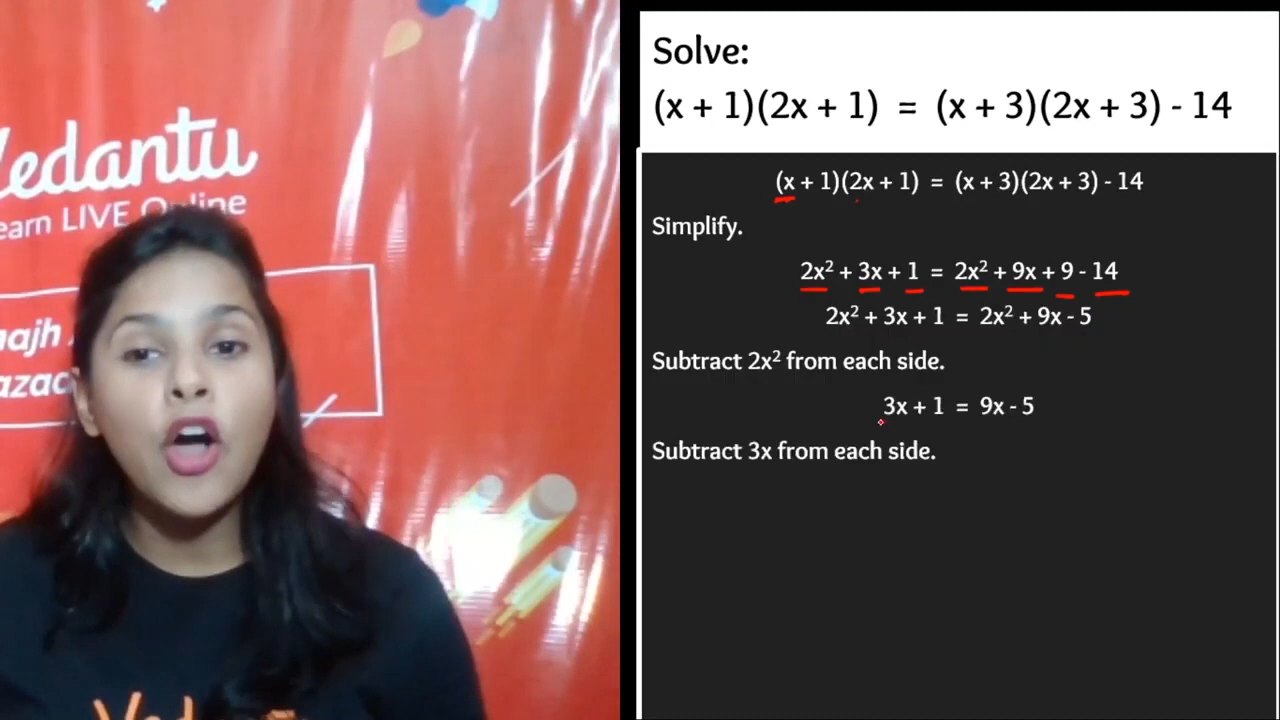 Vedantu
Learn LIVE Online
Solve:
(x + 1)(2x + 1) = (x + 3)(2x + 3) - 14
(x + 1)(2x + 1) = (x + 3)(2x + 3) - 14
Simplify.
2x² + 3x + 1 = 2x² + 9x + 9 - 14
2x² + 3x + 1 = 2x² + 9x - 5
Subtract 2x² from each side.
3x + 1 = 9x - 5
Subtract 3x from each side.